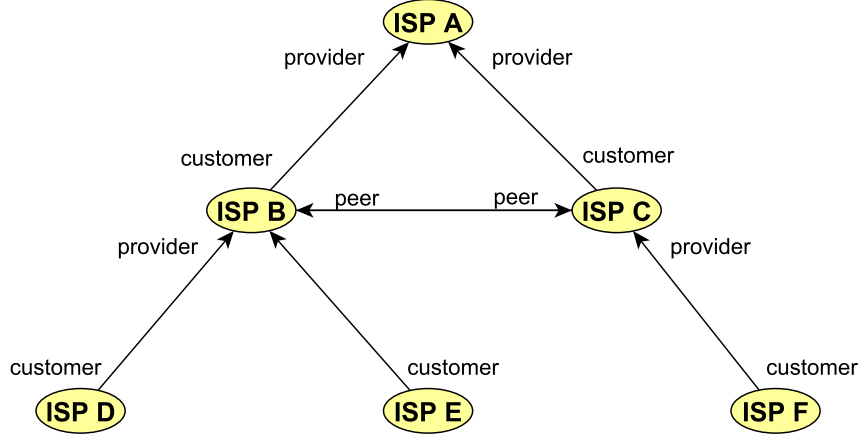 ISP A
provider
provider
customer
customer
ISP B
peer
peer
ISP C
provider
provider
customer
customer
customer
ISP D
ISP E
ISP F